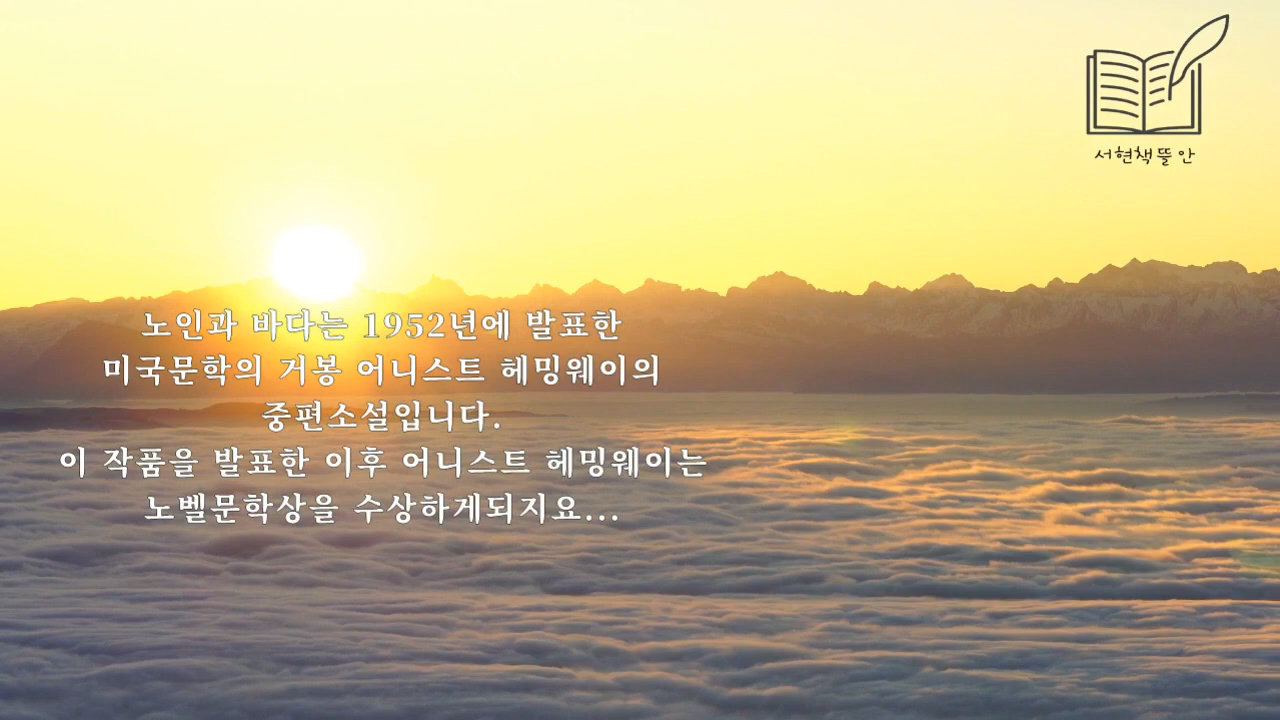 서현책뜰안
노인과 바다는 1952년에 발표한
미국문학의 거봉 어니스트 헤밍웨이의
중편소설입니다.
이 작품을 발표한 이후 어니스트 헤밍웨이는
노벨문학상을 수상하게되지요...